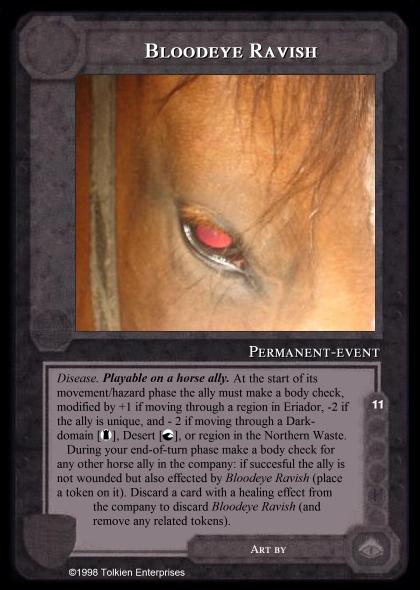 BLOODEYE RAVISH
PERMANENT-EVENT
Disease. Playable on a horse ally. At the start of its
movement/hazard phase the ally must make a body check,
modified by +1 if moving through a region in Eriador, -2 if
the ally is unique, and - 2 if moving through a Dark-
domain [ ], Desert [ ], or region in the Northern Waste.
During your end-of-turn phase make a body check for
any other horse ally in the company: if succesful the ally is
not wounded but also effected by Bloodeye Ravish (place
a token on it). Discard a card with a healing effect from
the company to discard Bloodeye Ravish (and
remove any related tokens).
11
ART BY
©1998 Tolkien Enterprises